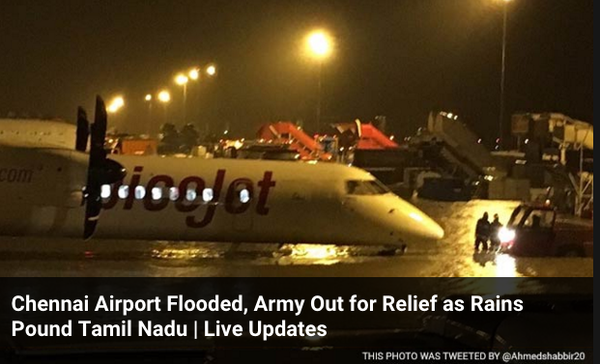 .com
spiceJet
Chennai Airport Flooded, Army Out for Relief as Rains
Pound Tamil Nadu | Live Updates
THIS PHOTO WAS TWEETED BY @Ahmedshabbir20